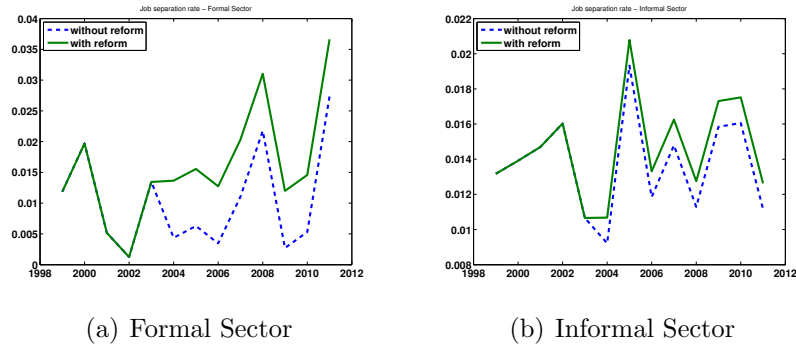 Job separation rate – Formal Sector
0.04
0.035
0.03
0.025
0.02
0.015
0.01
0.005
0
1998 2000 2002 2004 2006 2008 2010 2012
without reform
with reform
(a) Formal Sector
Job separation rate – Informal Sector
0.022
0.02
0.018
0.016
0.014
0.012
0.01
0.008
1998 2000 2002 2004 2006 2008 2010 2012
without reform
with reform
(b) Informal Sector